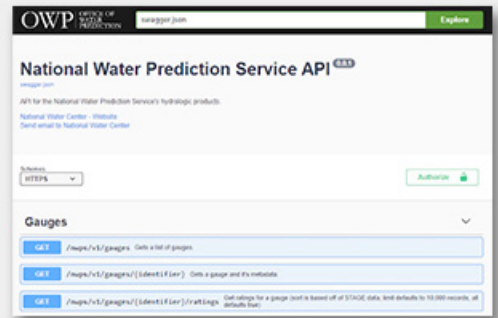 OWP OFFICE OF WATER PREDICTION
swagger.json
Explore
National Water Prediction Service API 0.0.1
swagger.json
API for the National Water Prediction Service's hydrologic products.
National Water Center - Website
Send email to National Water Center
Schemes
HTTPS
Authorize
Gauges
GET /nwps/v1/gauges Gets a list of gauges
GET /nwps/v1/gauges/{identifier} Gets a gauge and it's metadata
GET /nwps/v1/gauges/{identifier}/ratings Get ratings for a gauge (sort is based off of STAGE data, limit defaults to 10,000 records, all
defaults true)